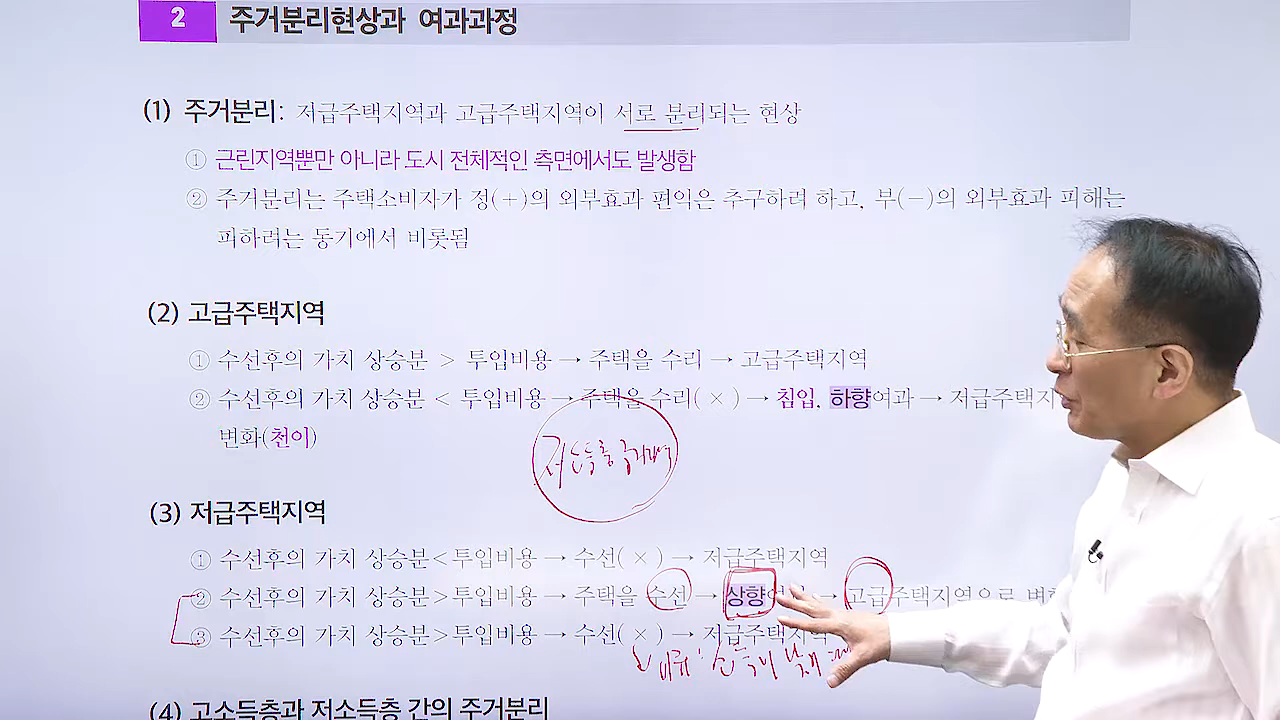 2 주거분리현상과 여과과정
(1) 주거분리: 저급주택지역과 고급주택지역이 서로 분리되는 현상
① 근린지역뿐만 아니라 도시 전체적인 측면에서도 발생함
② 주거분리는 주택소비자가 정(+)의 외부효과 편익은 추구하려 하고, 부(-)의 외부효과 피해는
피하려는 동기에서 비롯됨
(2) 고급주택지역
① 수선후의 가치 상승분 > 투입비용 → 주택을 수리 → 고급주택지역
② 수선후의 가치 상승분 < 투입비용 → 주택을 수리( × ) → 침입, 하향여과 → 저급주택지
변화(천이)
저소득층
(3) 저급주택지역
① 수선후의 가치 상승분<투입비용 → 수선( × ) → 저급주택지역
② 수선후의 가치 상승분>투입비용 → 주택을 수선 → 상향 → 고급주택지역으로
③ 수선후의 가치 상승분>투입비용 → 수선( × ) → 저급주택지역
(4) 고소득층과 저소득층 간의 주거분리